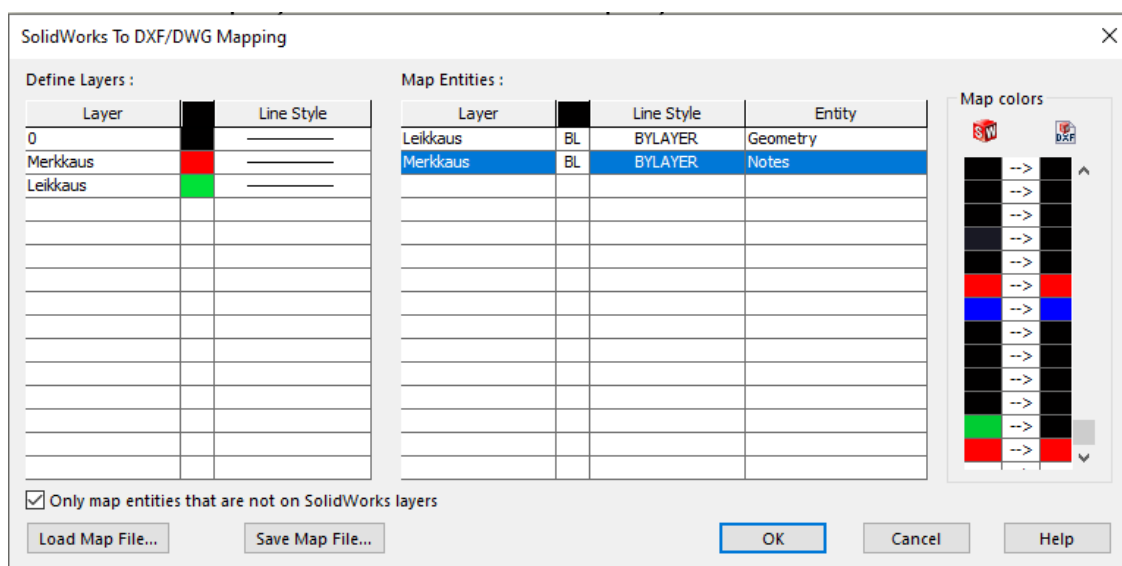 SolidWorks To DXF/DWG Mapping
Define Layers :
Map Entities :
Map colors
Layer Line Style
Layer Line Style Entity
SW DXF
0
Leikkaus BL BYLAYER Geometry
Merkkaus
Merkkaus BL BYLAYER Notes
Leikkaus
-->
-->
-->
-->
-->
-->
-->
-->
-->
-->
-->
-->
-->
Only map entities that are not on SolidWorks layers
Load Map File... Save Map File... OK Cancel Help